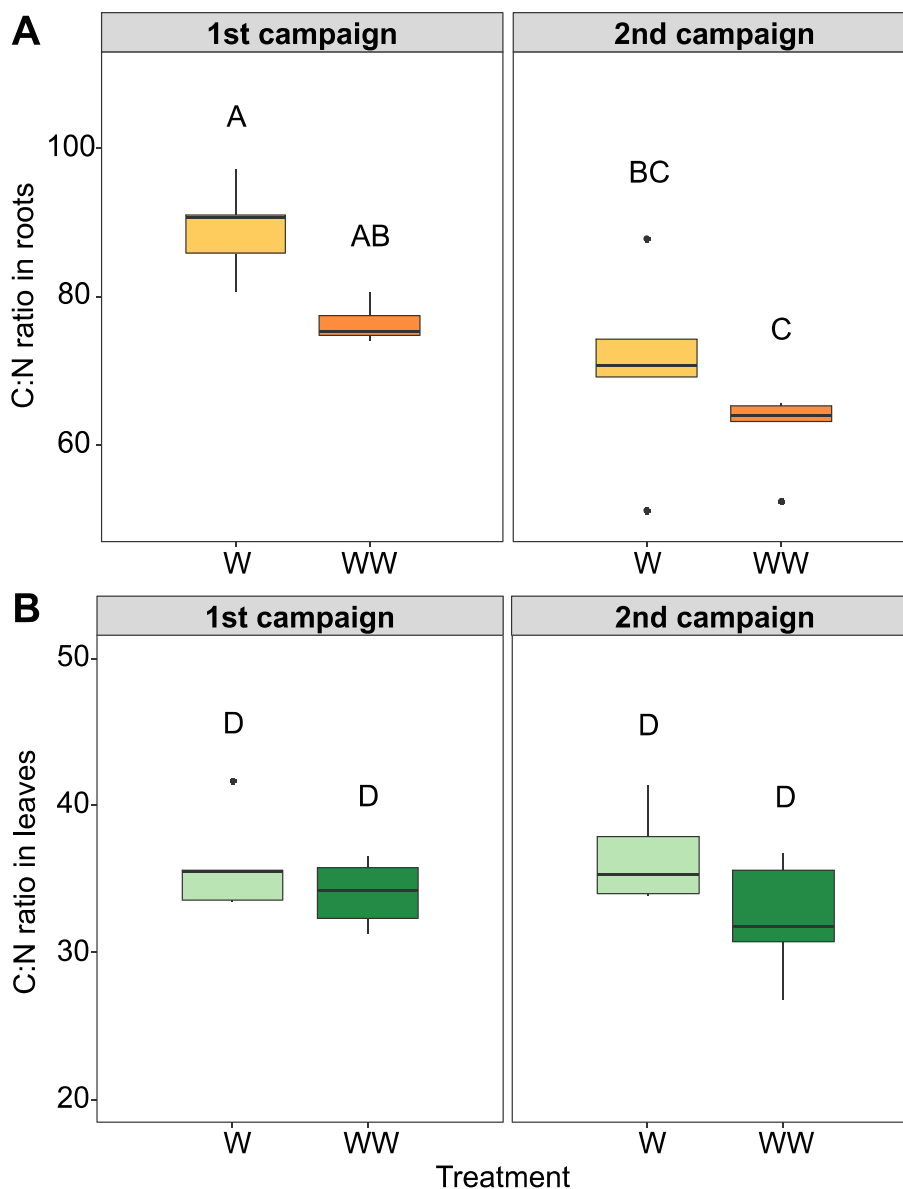 A
1st campaign
2nd campaign
C:N ratio in roots
100
80
60
A
AB
BC
C
W
WW
W
WW
B
1st campaign
2nd campaign
C:N ratio in leaves
50
40
30
20
D
D
D
D
W
WW
W
WW
Treatment